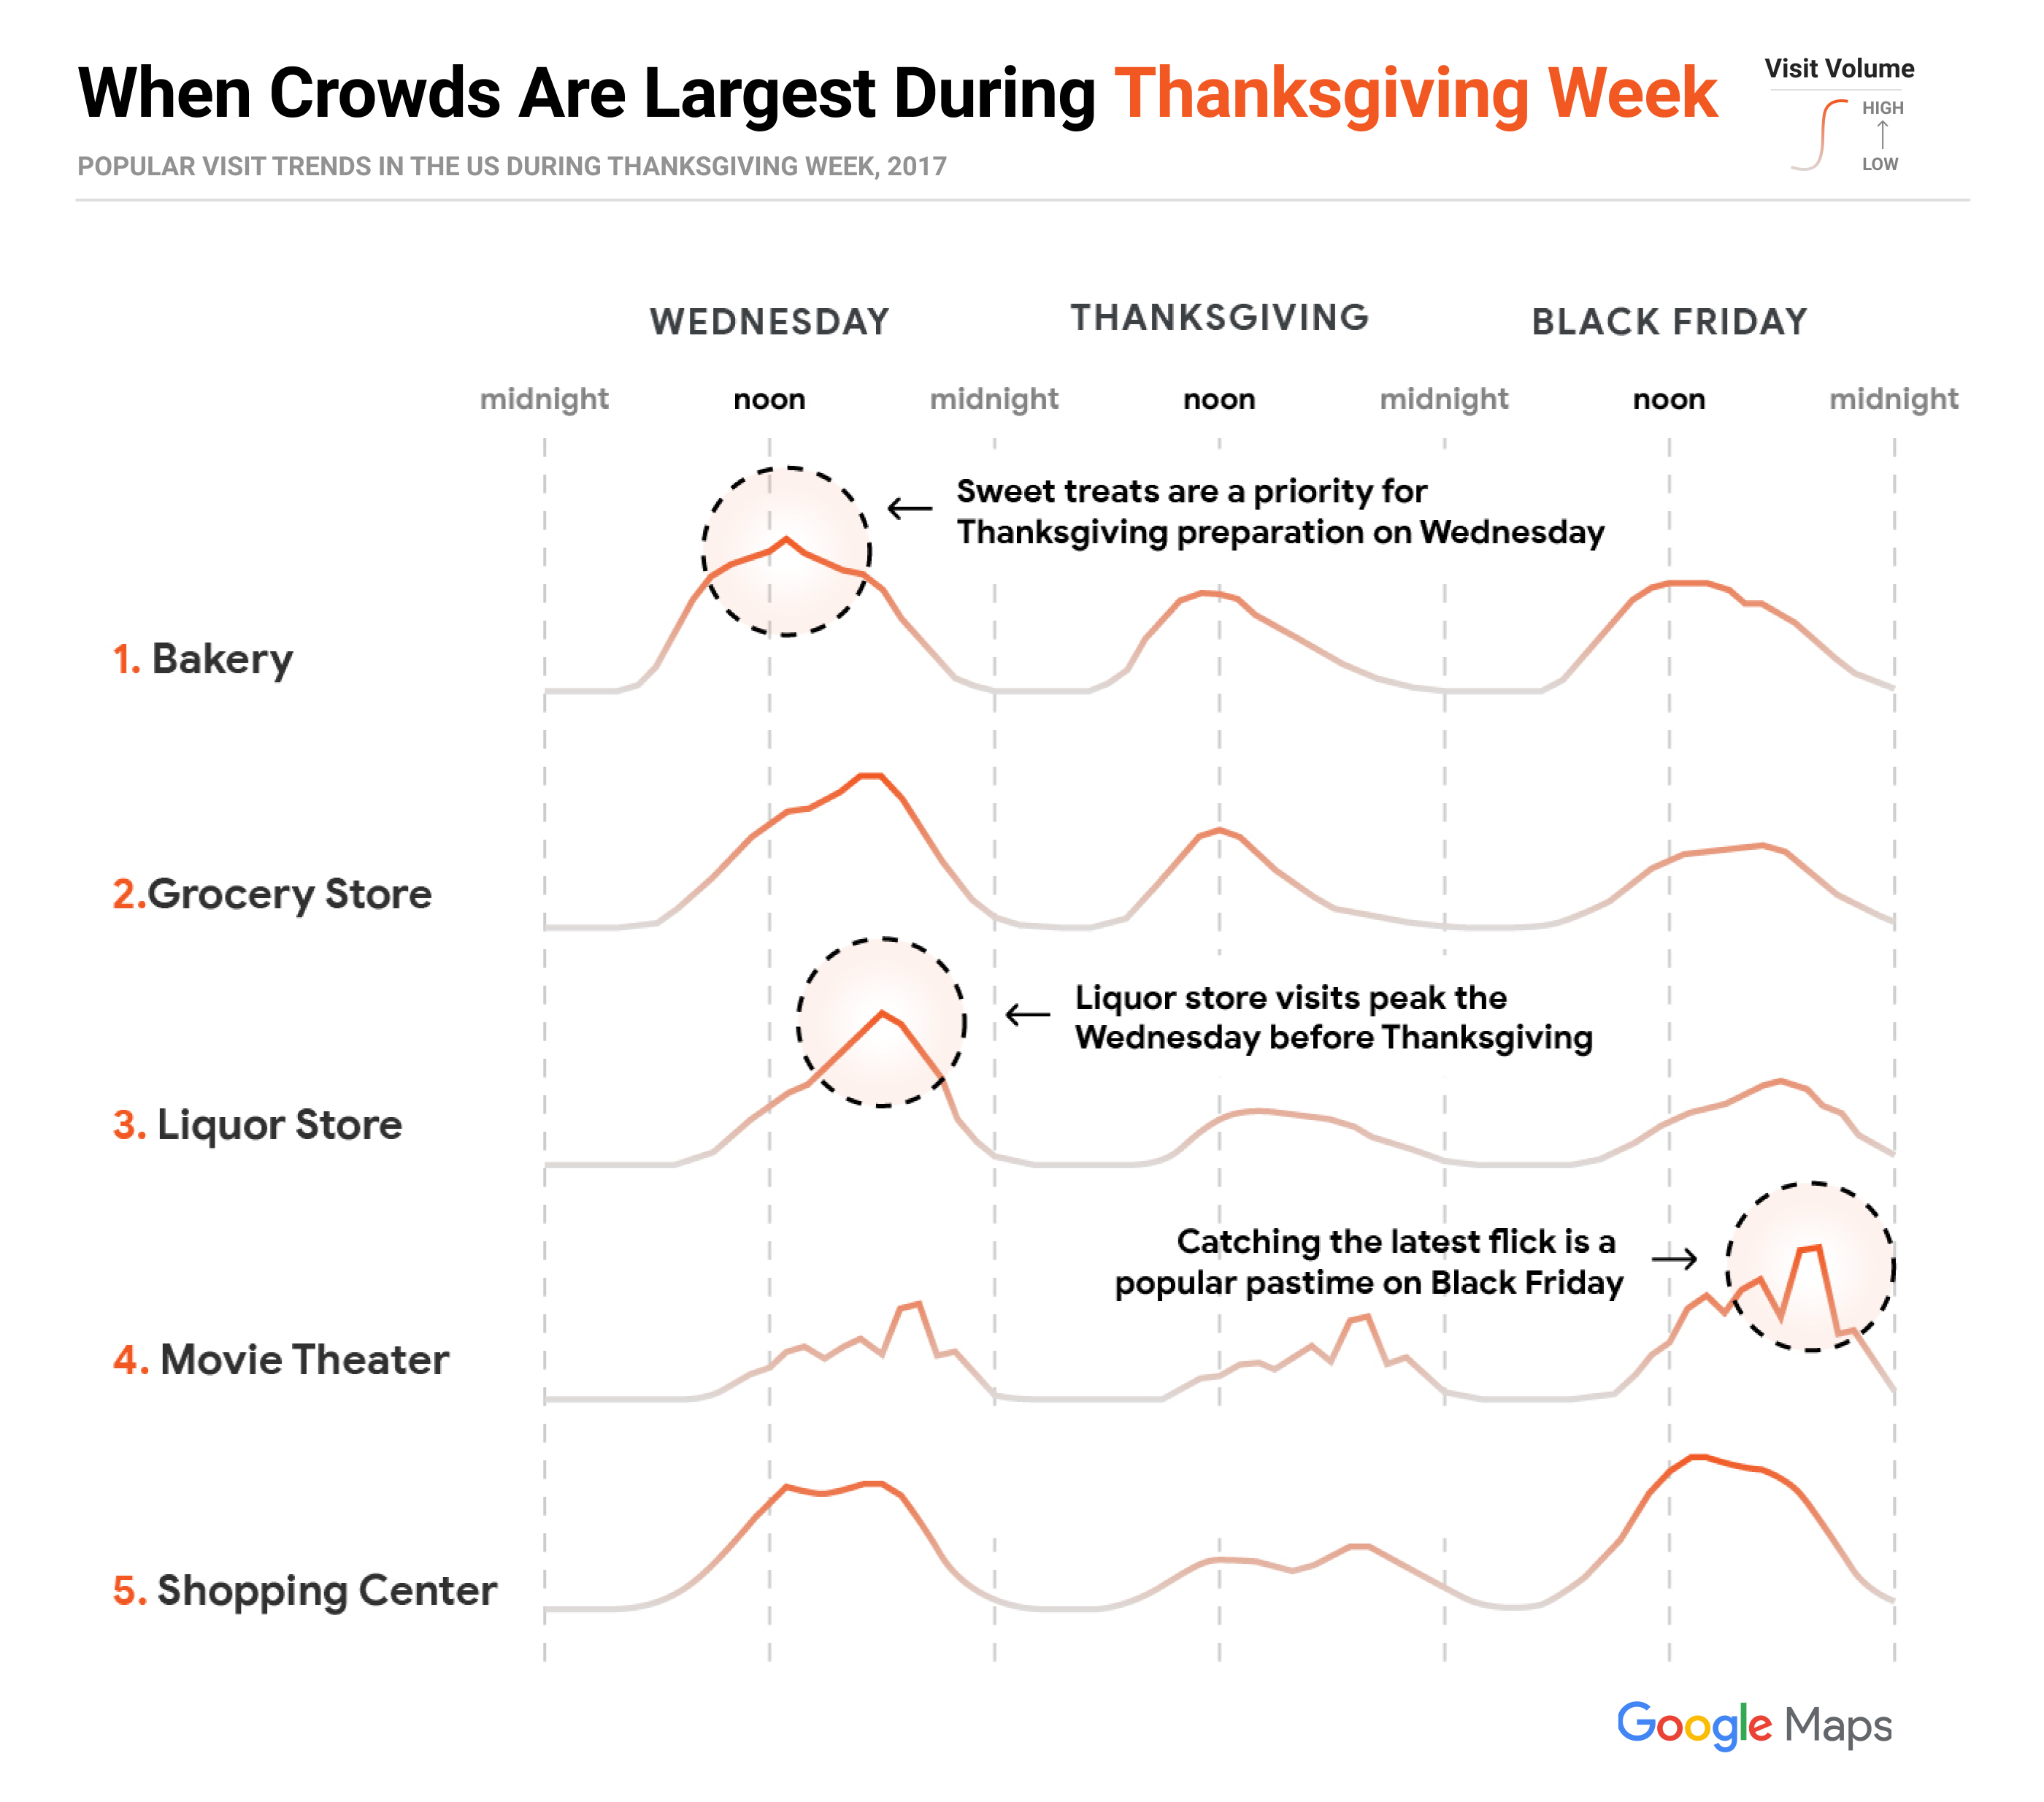 When Crowds Are Largest During Thanksgiving Week
POPULAR VISIT TRENDS IN THE US DURING THANKSGIVING WEEK, 2017
Visit Volume
HIGH
LOW
WEDNESDAY THANKSGIVING BLACK FRIDAY
midnight noon midnight noon midnight noon midnight
Sweet treats are a priority for
Thanksgiving preparation on Wednesday
1. Bakery
2.Grocery Store
Liquor store visits peak the
Wednesday before Thanksgiving
3. Liquor Store
Catching the latest flick is a
popular pastime on Black Friday
4. Movie Theater
5. Shopping Center
Google Maps